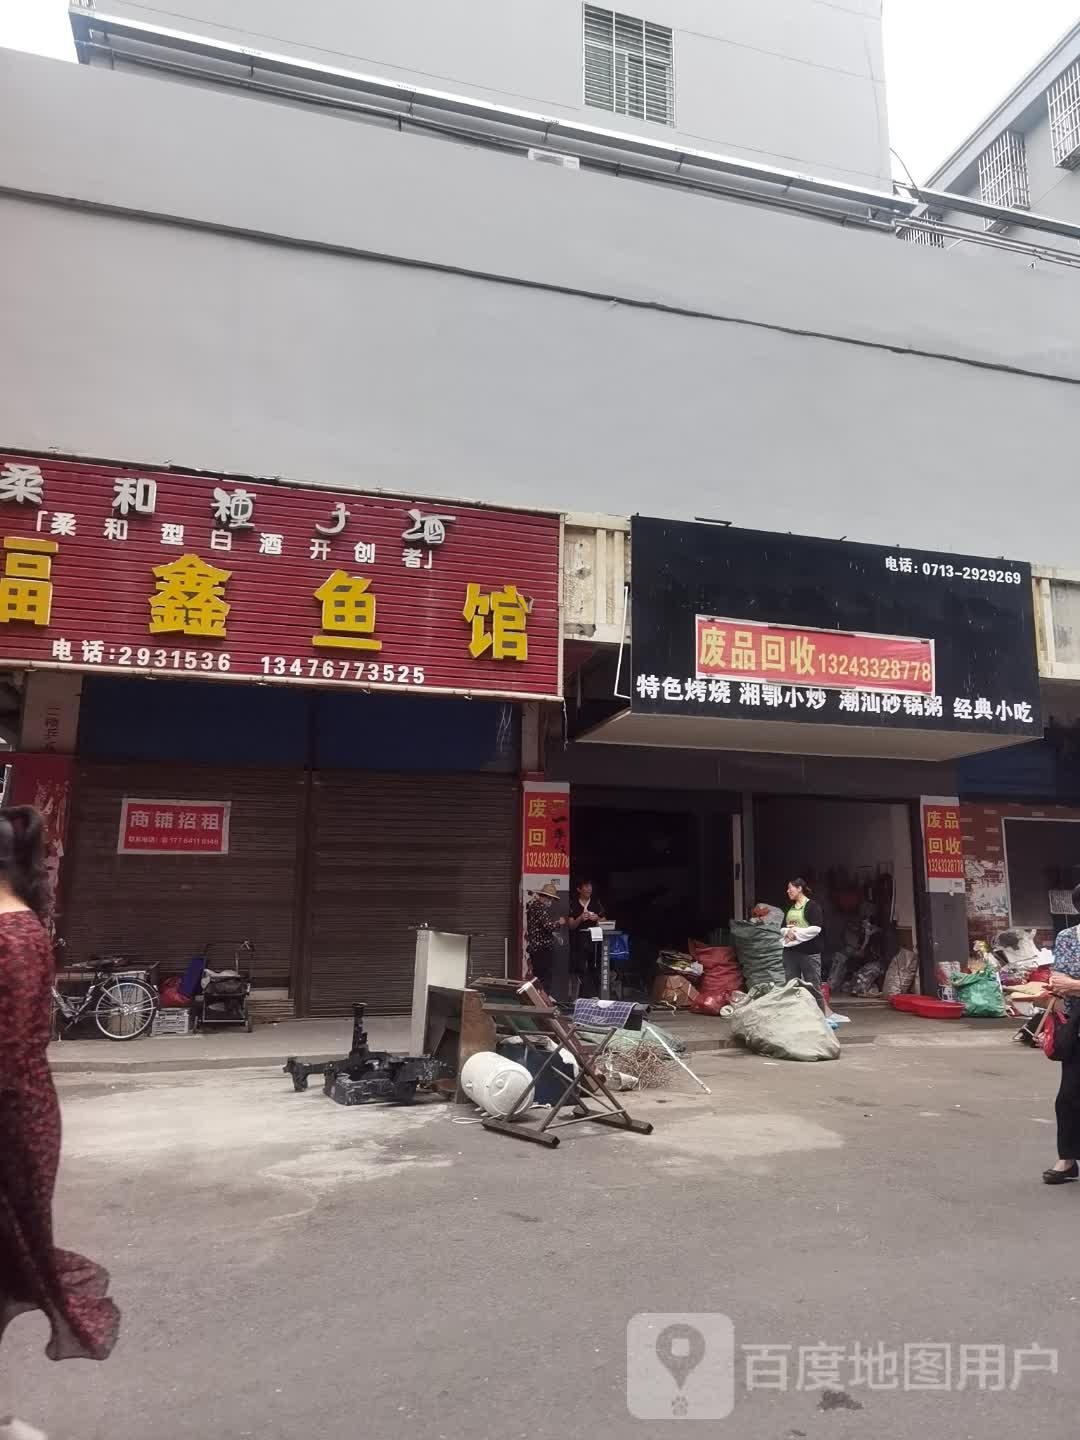 柔和種子酒
「柔和型白酒开创者」
福鑫鱼馆
电话:2931536 13476773525
电话: 0713-2929269
废品回收13243328778
特色烤烧 湘鄂小炒 潮汕砂锅粥 经典小吃
商铺招租
废
回
13243328778
废品
回收
13243328778
百度地图用户